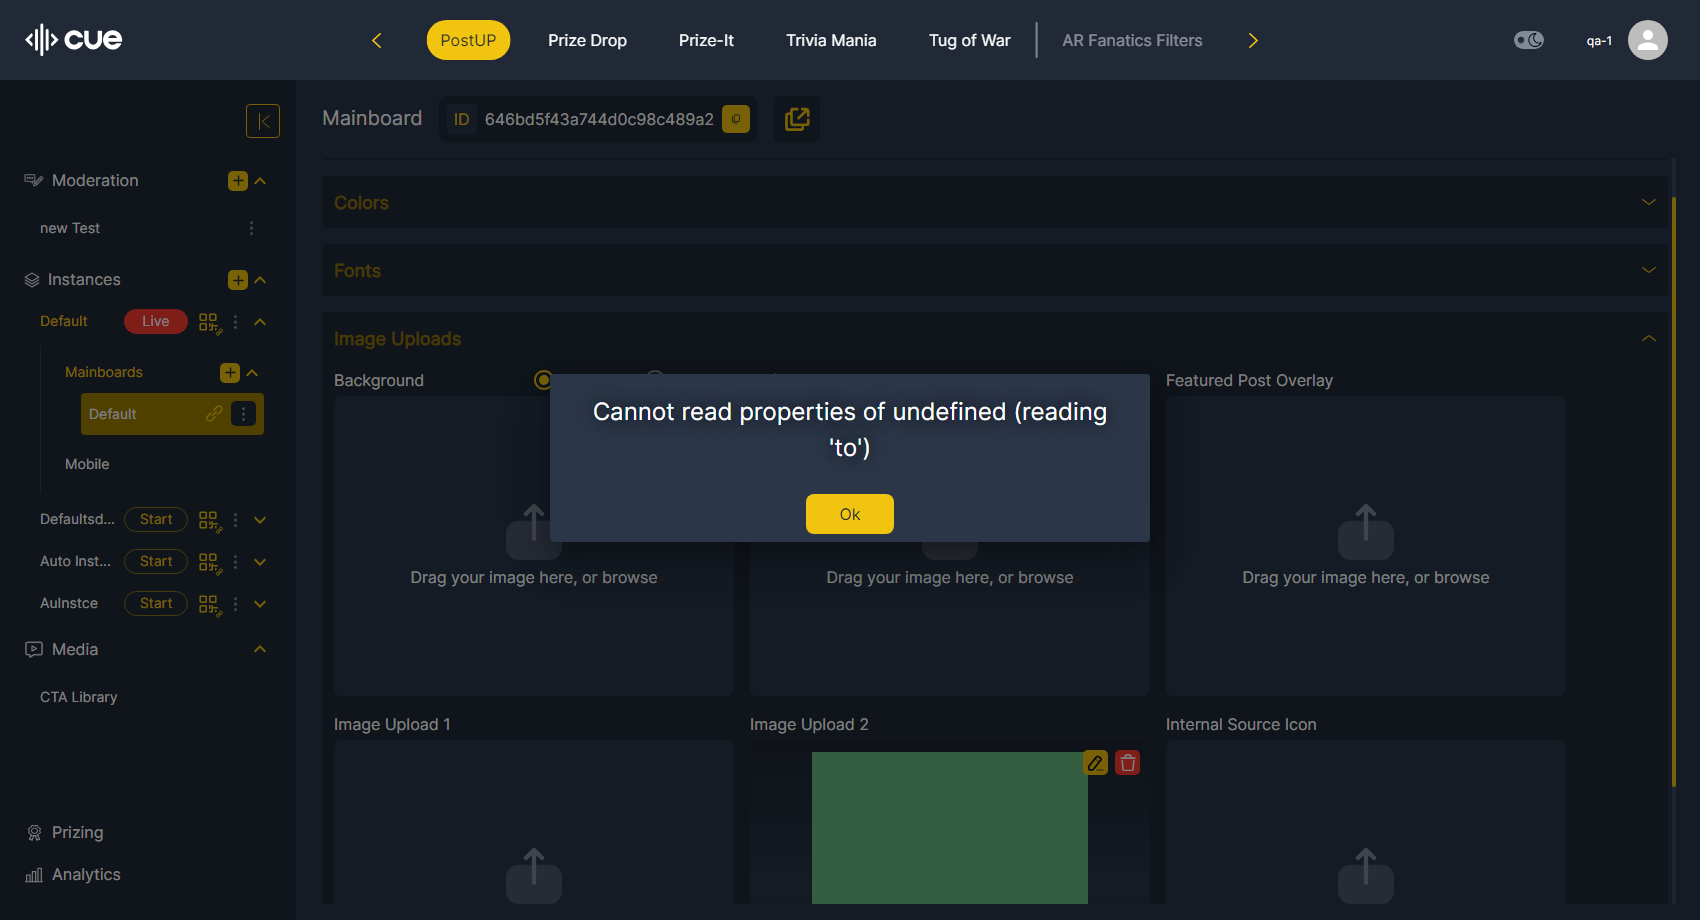 cue
PostUP
Prize Drop
Prize-It
Trivia Mania
Tug of War
AR Fanatics Filters
qa-1
Mainboard
ID
646bd5f43a744d0c98c489a2
Moderation
new Test
Instances
Default
Live
Mainboards
Default
Mobile
Defaultsd...
Start
Auto Inst...
Start
AuInstce
Start
Media
CTA Library
Prizing
Analytics
Colors
Fonts
Image Uploads
Background
Featured Post Overlay
Cannot read properties of undefined (reading
'to')
Ok
Drag your image here, or browse
Drag your image here, or browse
Drag your image here, or browse
Image Upload 1
Image Upload 2
Internal Source Icon